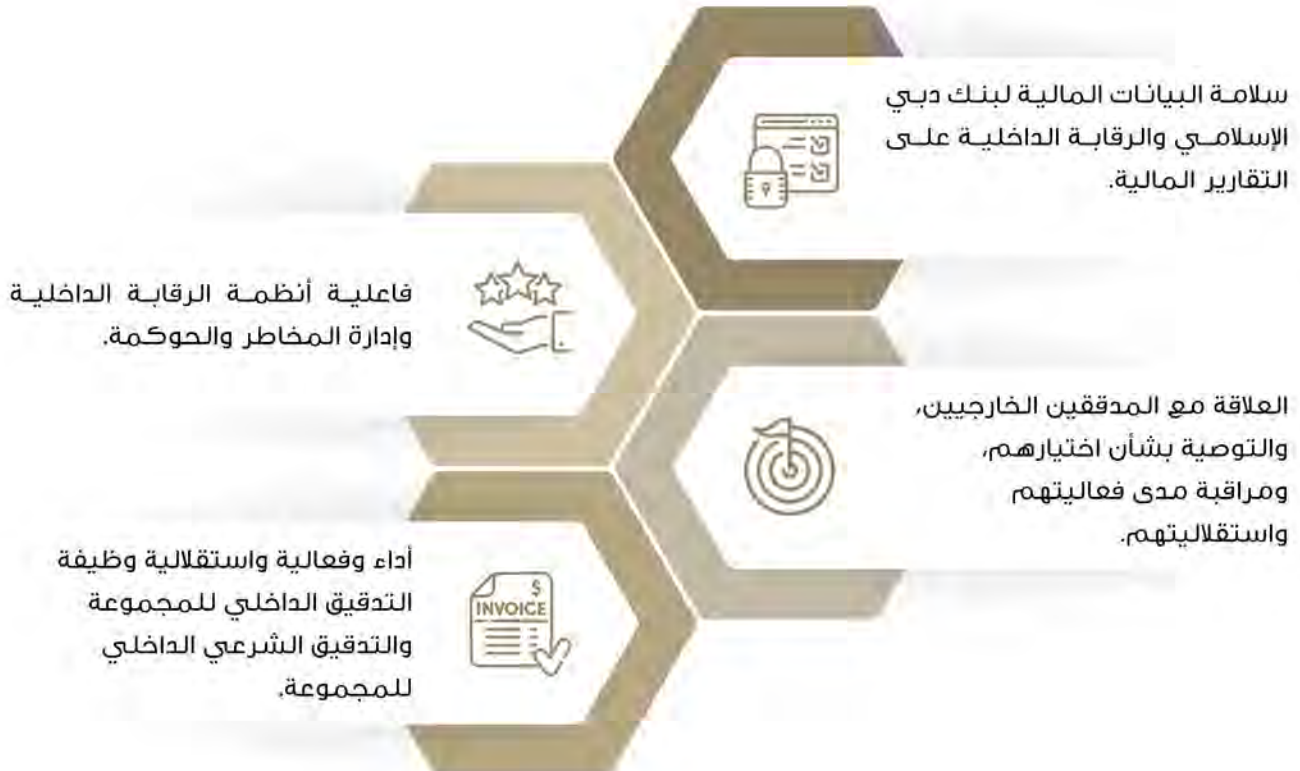 سلامة البيانات المالية لبنك دبي
الإسلامي والرقابة الداخلية على
التقارير المالية.
فاعلية أنظمة الرقابة الداخلية
وإدارة المخاطر والحوكمة.
العلاقة مع المدققين الخارجيين،
والتوصية بشأن اختيارهم،
ومراقبة مدى فعاليتهم
واستقلاليتهم.
أداء وفعالية واستقلالية وظيفة
التدقيق الداخلي للمجموعة
والتدقيق الشرعي الداخلي
للمجموعة.
$
INVOICE